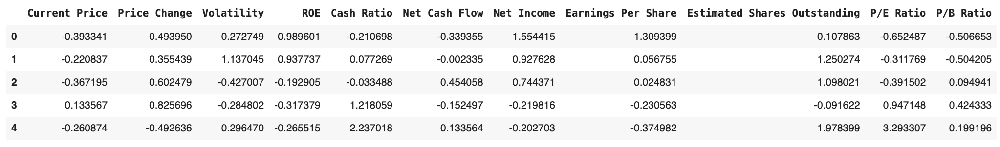 Current Price Price Change Volatility ROE Cash Ratio Net Cash Flow Net Income Earnings Per Share Estimated Shares Outstanding P/E Ratio P/B Ratio
0 -0.393341 0.493950 0.272749 0.989601 -0.210698 -0.339355 1.554415 1.309399 0.107863 -0.652487 -0.506653
1 -0.220837 0.355439 1.137045 0.937737 0.077269 -0.002335 0.927628 0.056755 1.250274 -0.311769 -0.504205
2 -0.367195 0.602479 -0.427007 -0.192905 -0.033488 0.454058 0.744371 0.024831 1.098021 -0.391502 0.094941
3 0.133567 0.825696 -0.284802 -0.317379 1.218059 -0.152497 -0.219816 -0.230563 -0.091622 0.947148 0.424333
4 -0.260874 -0.492636 0.296470 -0.265515 2.237018 0.133564 -0.202703 -0.374982 1.978399 3.293307 0.199196